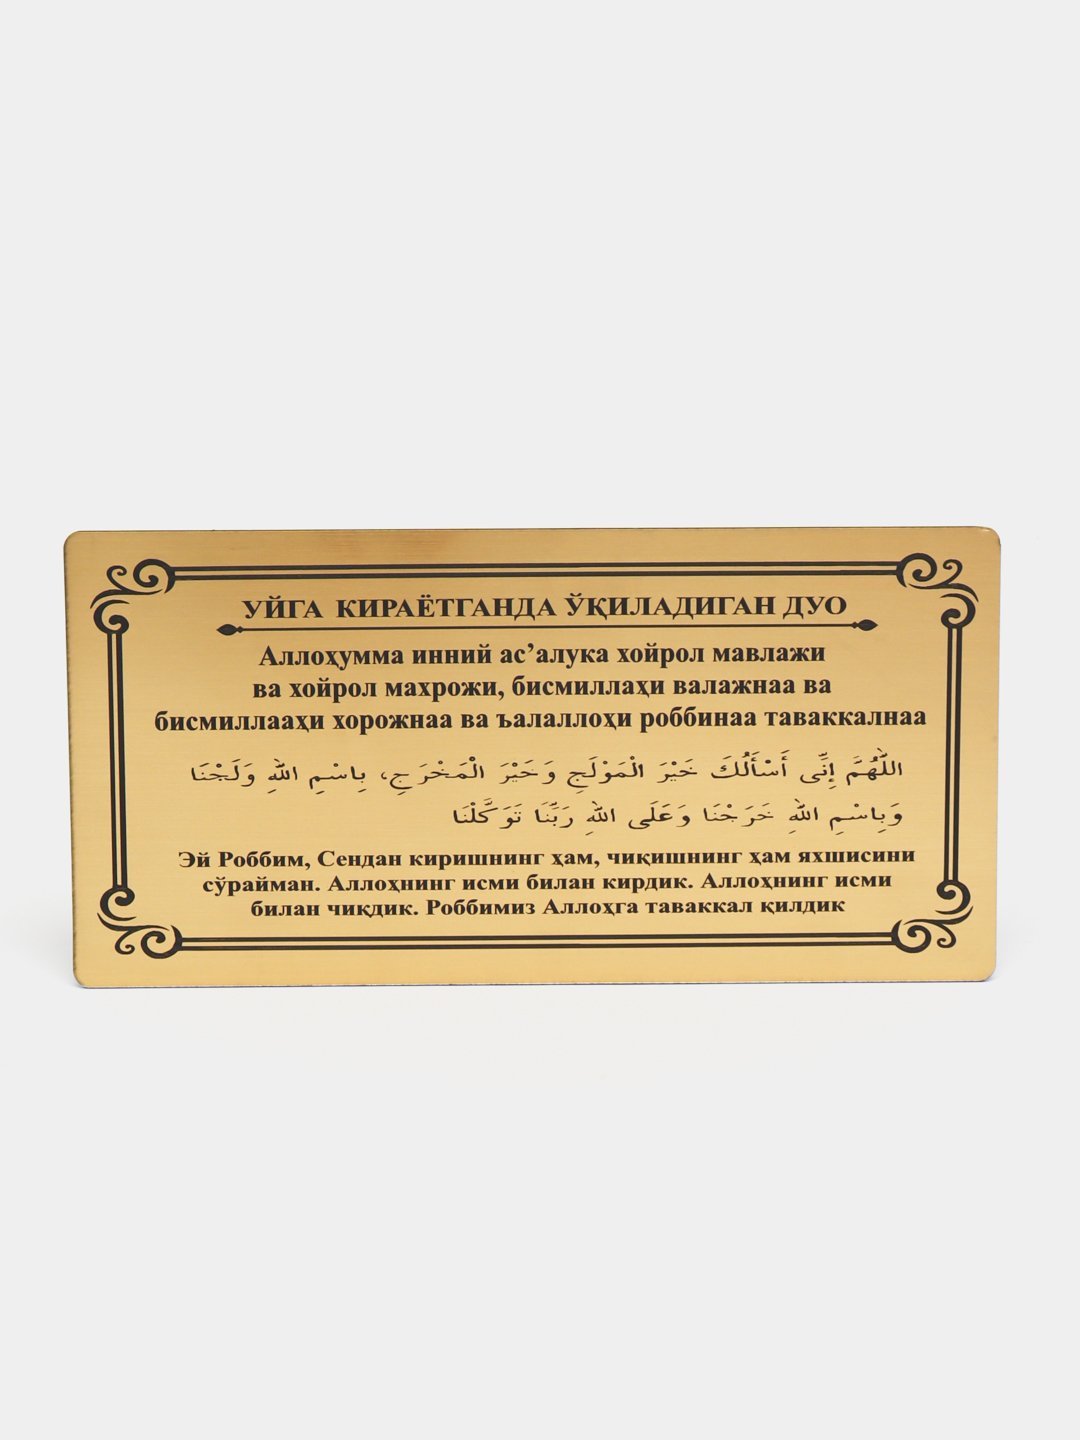 УЙГА КИРАЁТГАНДА ЎҚИЛАДИГАН ДУО
Аллоҳумма инний ас’алука хойрол мавлажи
ва хойрол махрожи, бисмиллаҳи валажнаа ва
бисмиллааҳи хорожнаа ва ъалаллоҳи роббинаа таваккалнаа
اللَّهُمَّ إِنِّى أَسْأَلُكَ خَيْرَ الْمَوْلَجِ وَخَيْرَ الْمَخْرَجِ، بِاسْمِ اللهِ وَلَجْنَا
وَبِاسْمِ اللهِ خَرَجْنَا وَعَلَى اللهِ رَبِّنَا تَوَكَّلْنَا
Эй Роббим, Сендан киришнинг ҳам, чиқишнинг ҳам яхшисини
сўрайман. Аллоҳнинг исми билан кирдик. Аллоҳнинг исми
билан чиқдик. Роббимиз Аллоҳга таваккал қилдик